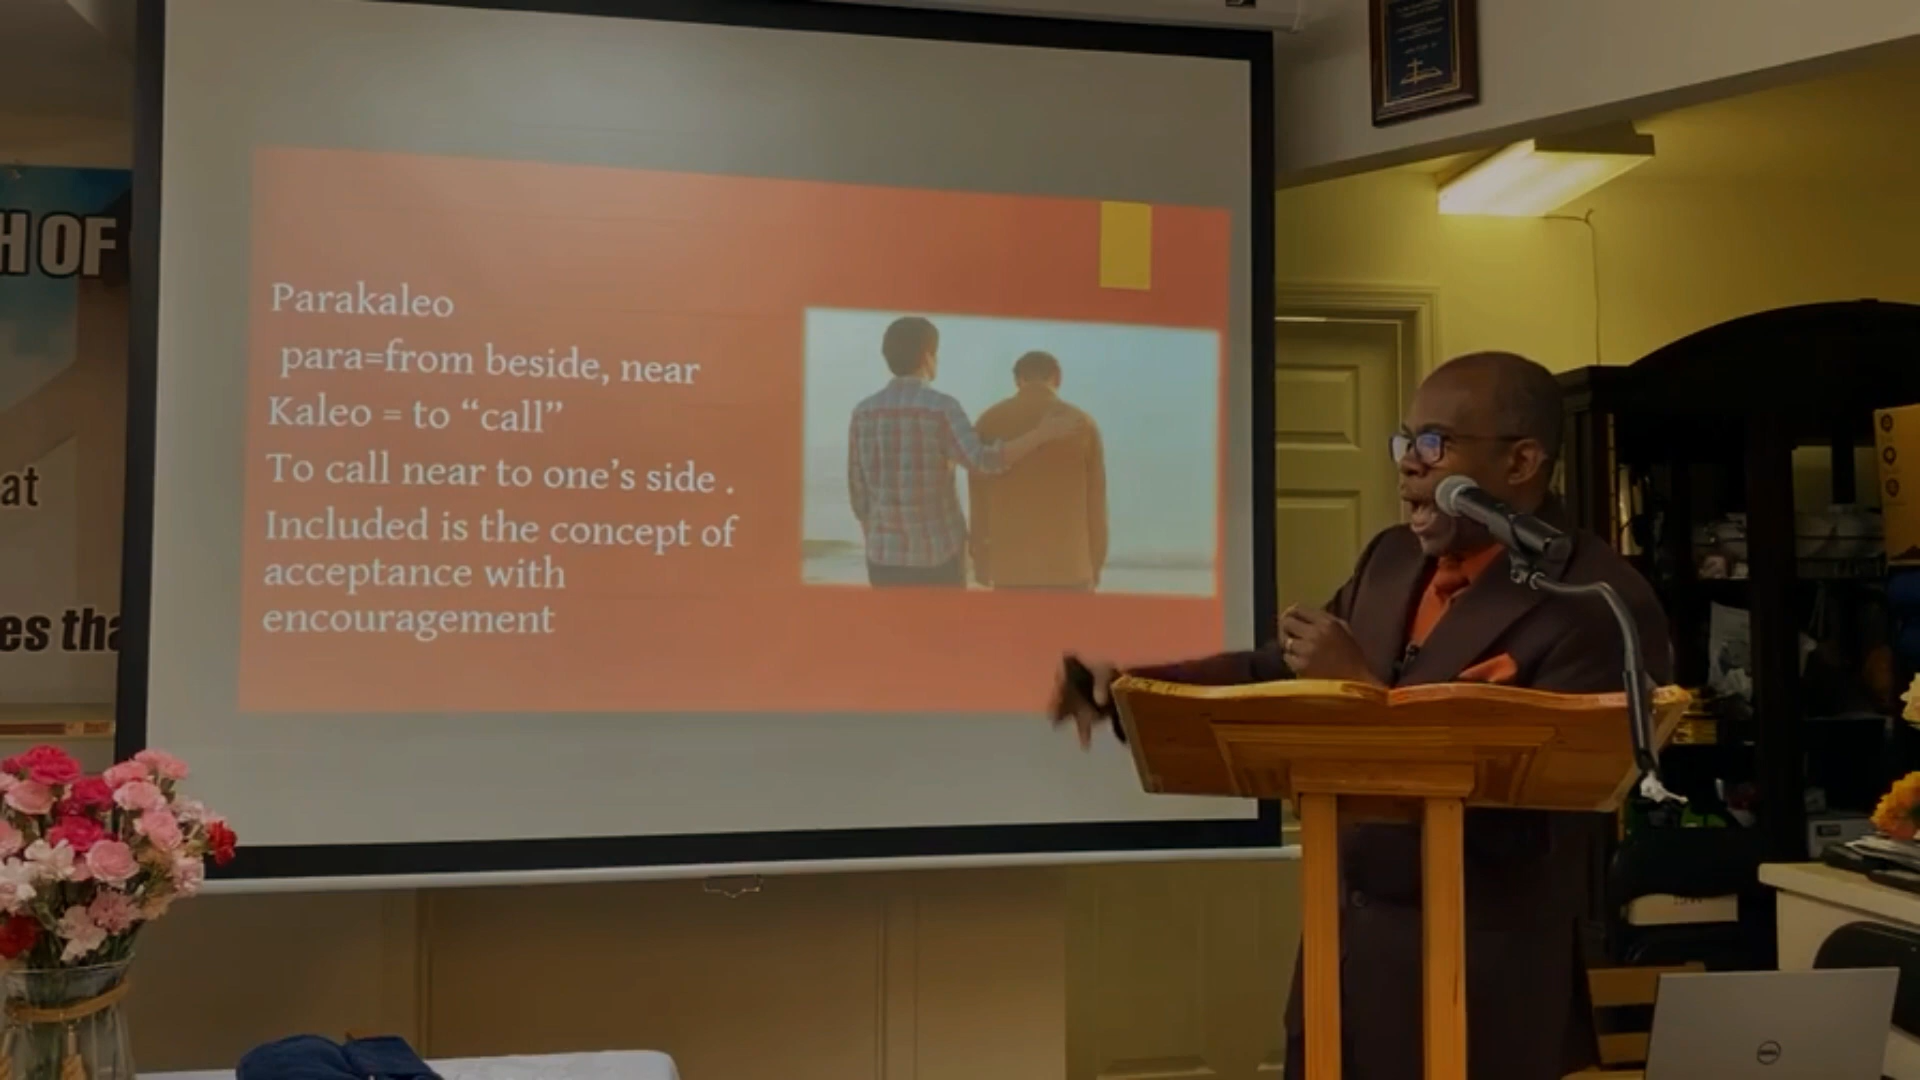 H OF
at
es tha
Parakaleo
para=from beside, near
Kaleo = to “call”
To call near to one’s side .
Included is the concept of
acceptance with
encouragement
DELL